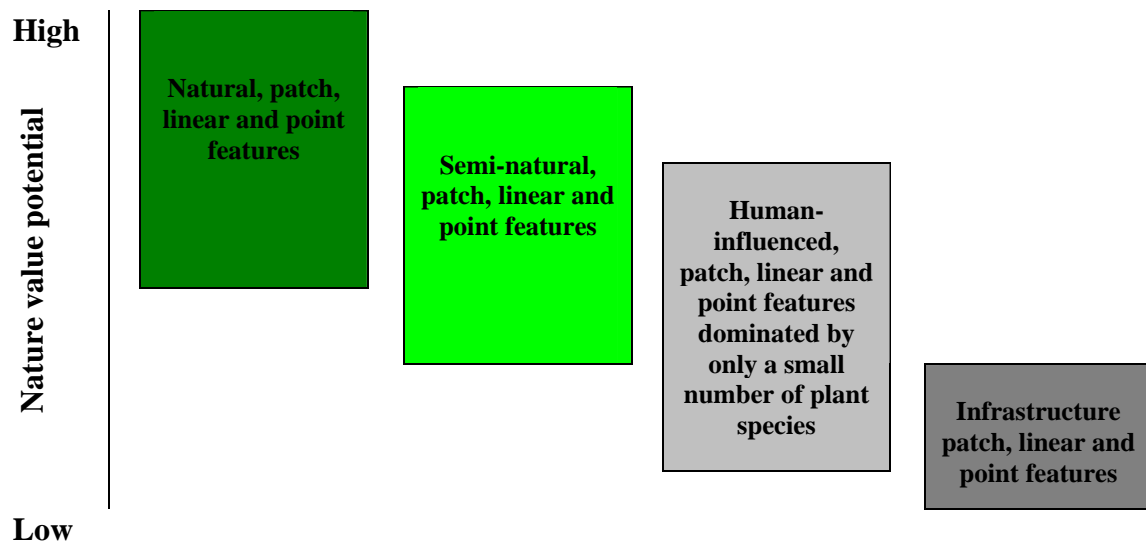 High
Nature value potential
Low
Natural, patch,
linear and point
features
Semi-natural,
patch, linear and
point features
Human-
influenced,
patch, linear and
point features
dominated by
only a small
number of plant
species
Infrastructure
patch, linear and
point features